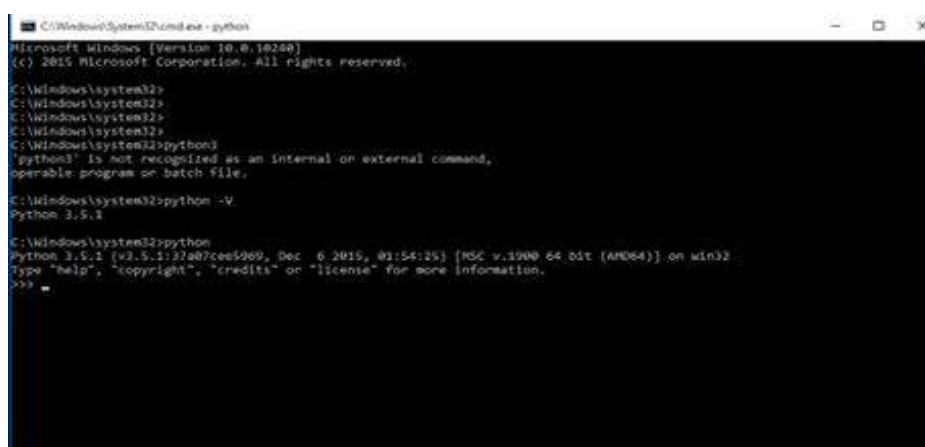 C:\Windows\System32\cmd.exe - python
Microsoft Windows [Version 10.0.10240]
(c) 2015 Microsoft Corporation. All rights reserved.
C:\Windows\system32>
C:\Windows\system32>
C:\Windows\system32>
C:\Windows\system32>
C:\Windows\system32>python3
'python3' is not recognized as an internal or external command,
operable program or batch file.
C:\Windows\system32>python -V
Python 3.5.1
C:\Windows\system32>python
Python 3.5.1 (v3.5.1:37a07cee5969, Dec  6 2015, 01:54:25) [MSC v.1900 64 bit (AMD64)] on win32
Type "help", "copyright", "credits" or "license" for more information.
>>> _